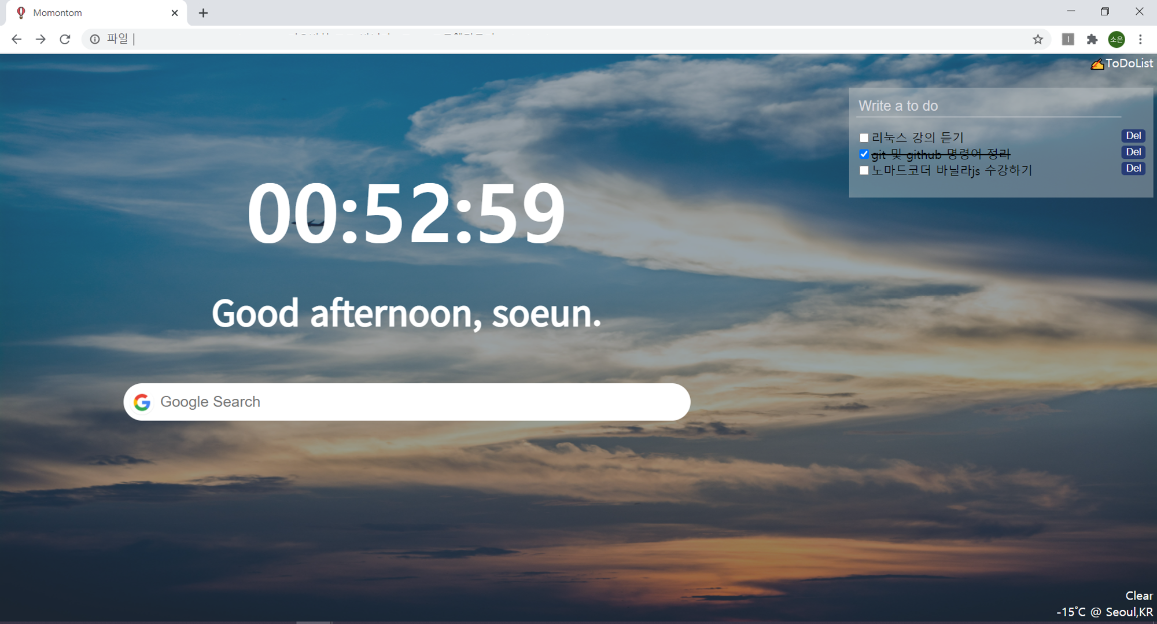 Momontom
파일
ToDoList
Write a to do
리눅스 강의 듣기 Del
git 및 github 명령어 정리 Del
노마드코더 바닐라js 수강하기 Del
00:52:59
Good afternoon, soeun.
Google Search
Clear
-15°C @ Seoul,KR